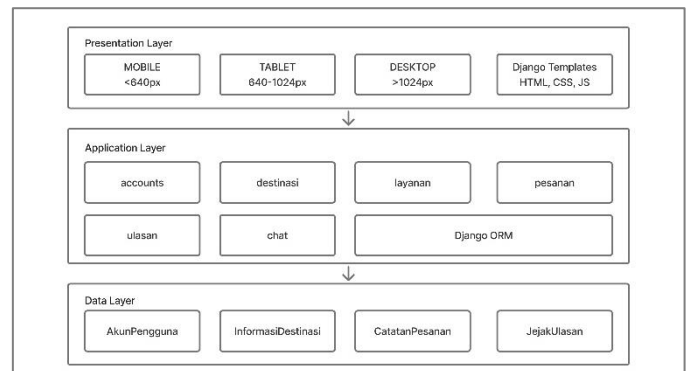 Presentation Layer
MOBILE
<640px
TABLET
640-1024px
DESKTOP
>1024px
Django Templates
HTML, CSS, JS
Application Layer
accounts
destinasi
layanan
pesanan
ulasan
chat
Django ORM
Data Layer
AkunPengguna
InformasiDestinasi
CatatanPesanan
JejakUlasan